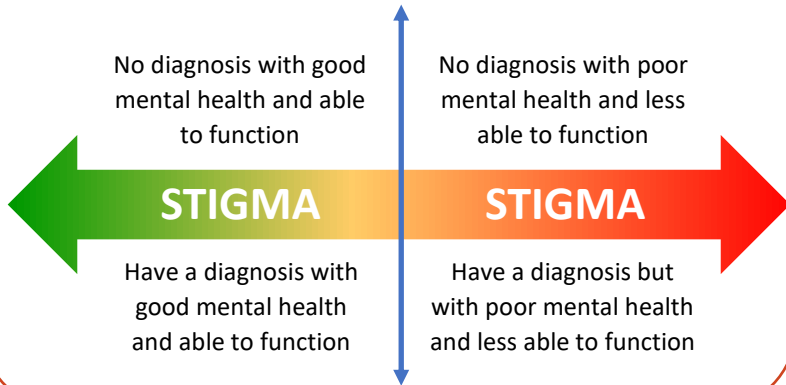 No diagnosis with good
mental health and able
to function
No diagnosis with poor
mental health and less
able to function
STIGMA
STIGMA
Have a diagnosis with
good mental health
and able to function
Have a diagnosis but
with poor mental health
and less able to function